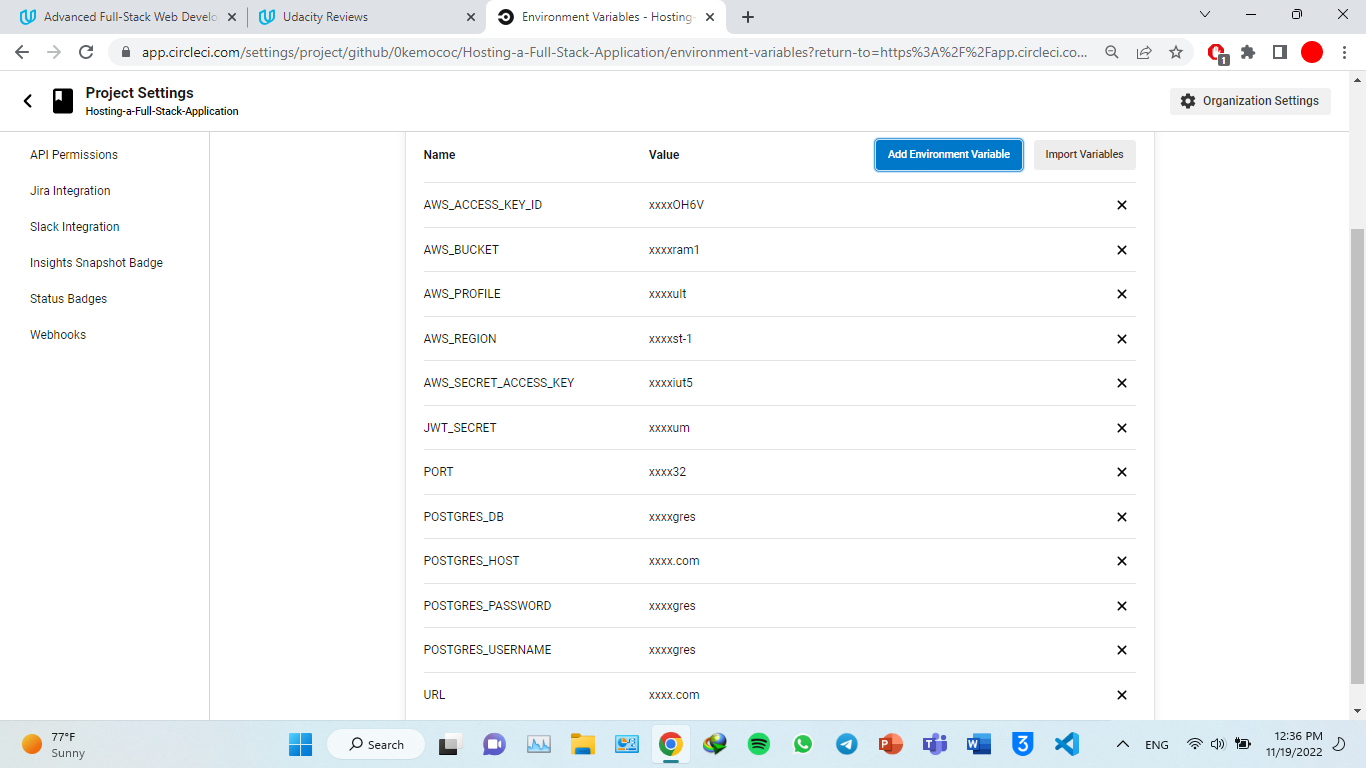 Advanced Full-Stack Web Develo
Udacity Reviews
Environment Variables - Hosting-
app.circleci.com/settings/project/github/0kemococ/Hosting-a-Full-Stack-Application/environment-variables?return-to=https%3A%2F%2Fapp.circleci.co...
1
Project Settings
Hosting-a-Full-Stack-Application
Organization Settings
API Permissions
Jira Integration
Slack Integration
Insights Snapshot Badge
Status Badges
Webhooks
Name Value Add Environment Variable Import Variables
AWS_ACCESS_KEY_ID xxxxOH6V
AWS_BUCKET xxxxram1
AWS_PROFILE xxxxult
AWS_REGION xxxxst-1
AWS_SECRET_ACCESS_KEY xxxxiut5
JWT_SECRET xxxxum
PORT xxxx32
POSTGRES_DB xxxxgres
POSTGRES_HOST xxxx.com
POSTGRES_PASSWORD xxxxgres
POSTGRES_USERNAME xxxxgres
URL xxxx.com
77°F
Sunny
Search
ENG
12:36 PM
11/19/2022